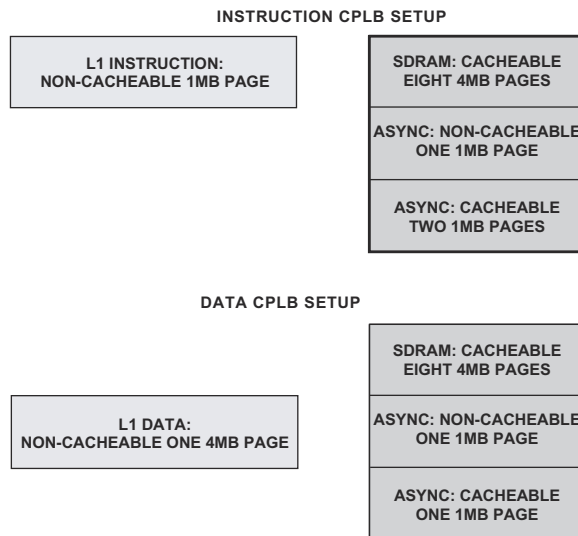 INSTRUCTION CPLB SETUP
L1 INSTRUCTION:
NON-CACHEABLE 1MB PAGE
SDRAM: CACHEABLE
EIGHT 4MB PAGES
ASYNC: NON-CACHEABLE
ONE 1MB PAGE
ASYNC: CACHEABLE
TWO 1MB PAGES
DATA CPLB SETUP
L1 DATA:
NON-CACHEABLE ONE 4MB PAGE
SDRAM: CACHEABLE
EIGHT 4MB PAGES
ASYNC: NON-CACHEABLE
ONE 1MB PAGE
ASYNC: CACHEABLE
ONE 1MB PAGE